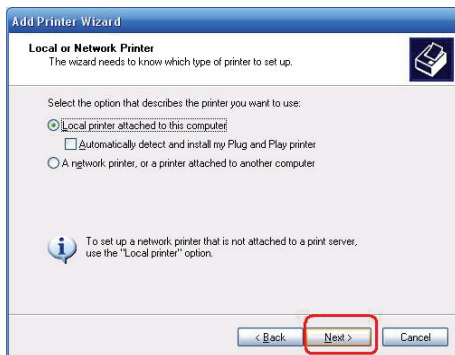 Add Printer Wizard
Local or Network Printer
The wizard needs to know which type of printer to set up.
Select the option that describes the printer you want to use:
Local printer attached to this computer
Automatically detect and install my Plug and Play printer
A network printer, or a printer attached to another computer
To set up a network printer that is not attached to a print server,
use the "Local printer" option.
< Back Next > Cancel